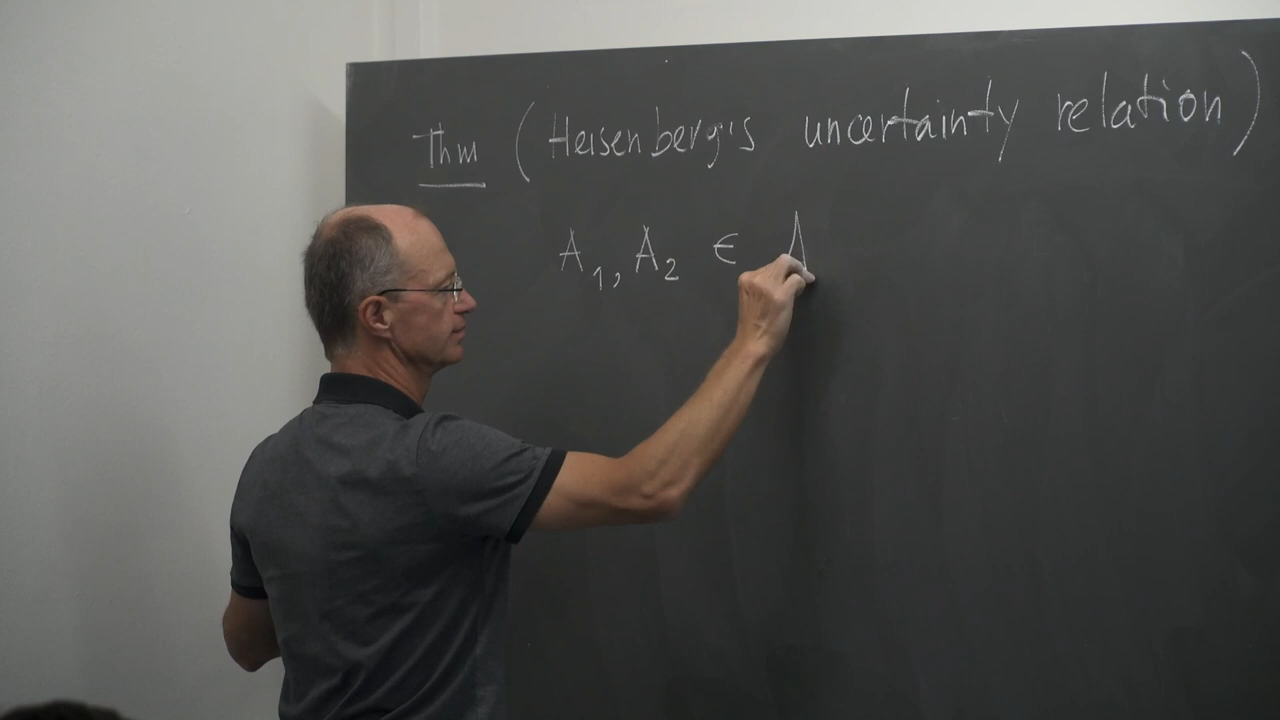 Thm (Heisenberg's uncertainty relation)
A₁, A₂ ∈ A